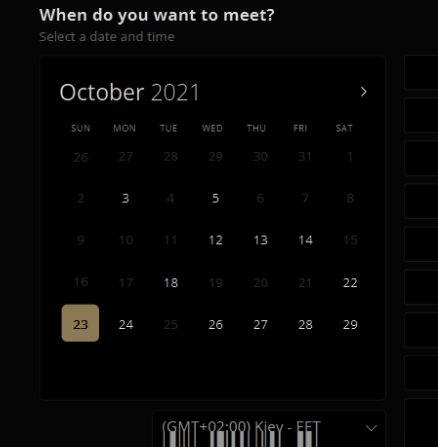 When do you want to meet?
Select a date and time
October 2021
SUN MON TUE WED THU FRI SAT
26 27 28 29 30 31 1
2 3 4 5 6 7 8
9 10 11 12 13 14 15
16 17 18 19 20 21 22
23 24 25 26 27 28 29
(GMT+02:00) Kiev - EET